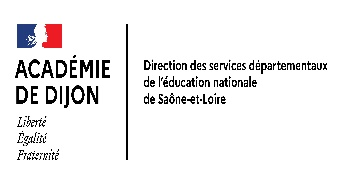 ACADÉMIE
DE DIJON
Liberté
Égalité
Fraternité
Direction des services départementaux
de l'éducation nationale
de Saône-et-Loire